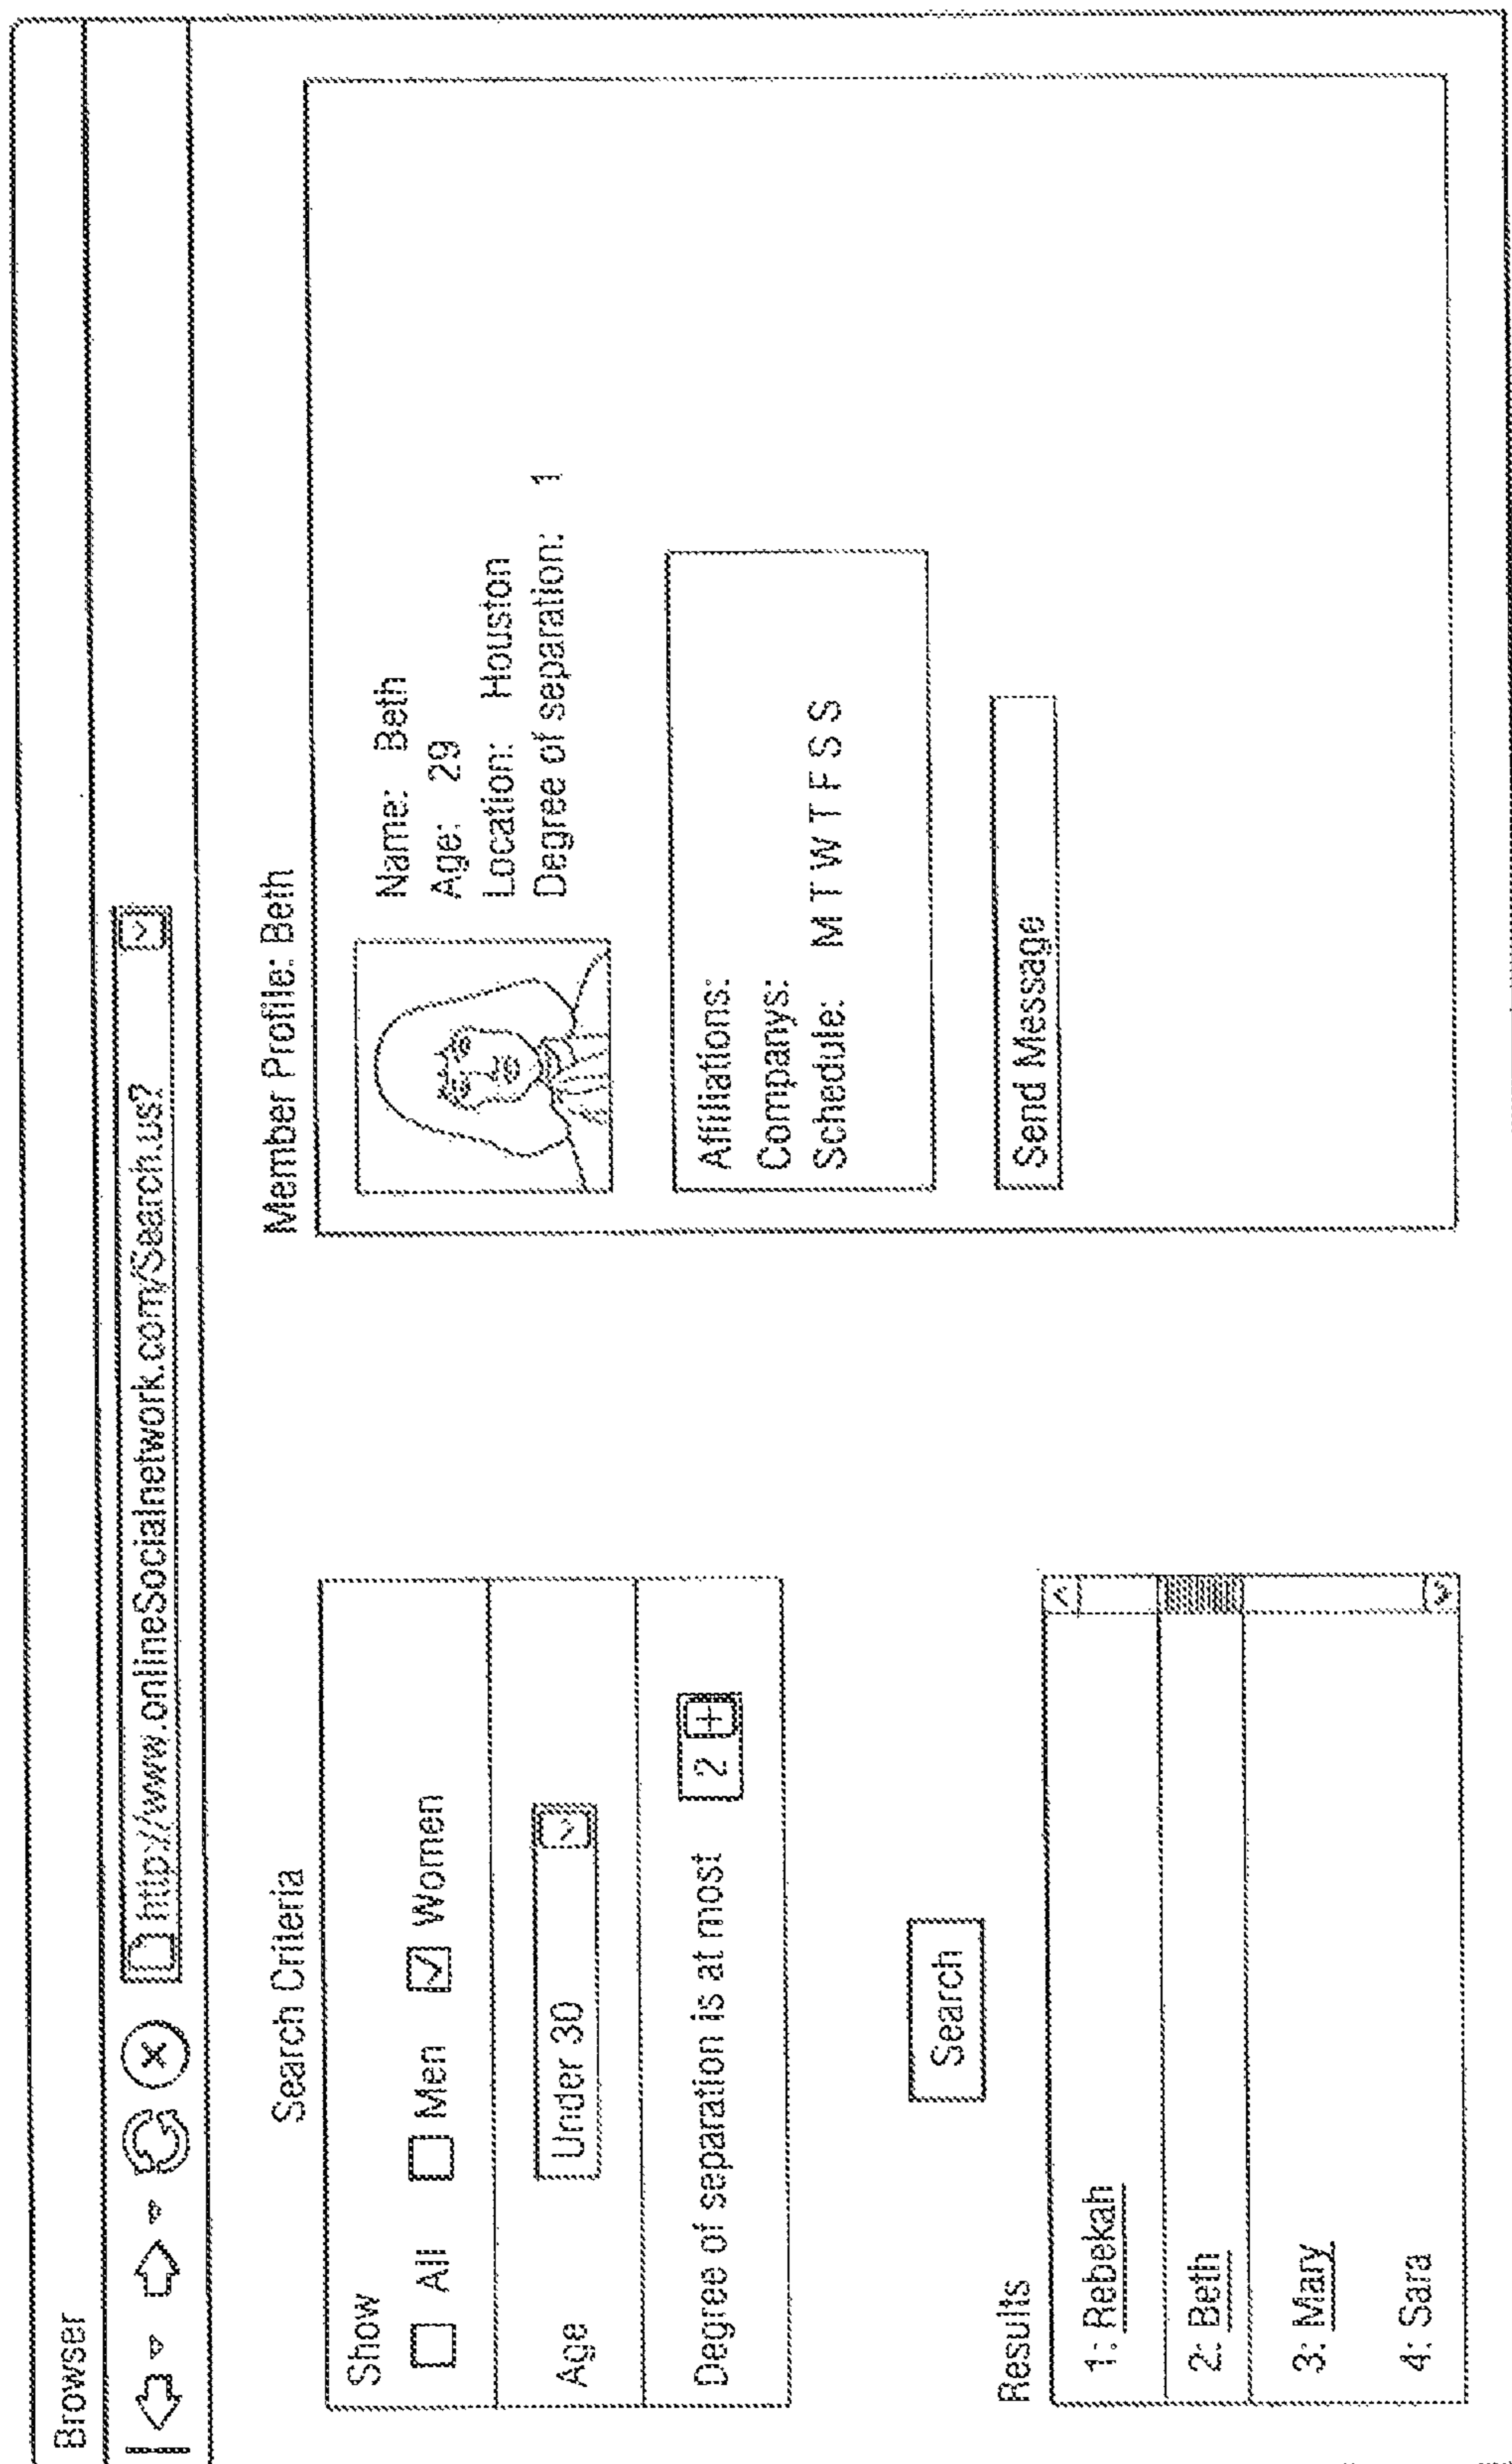 Browser
http://www.onlineSocialnetwork.com/Search.us?
Search Criteria
Show
All Men Women
Age Under 30
Degree of separation is at most 2
Search
Results
1: Rebekah
2: Beth
3: Mary
4: Sara
Member Profile: Beth
Name: Beth
Age: 29
Location: Houston
Degree of separation: 1
Affiliations:
Companys:
Schedule: M T W T F S S
Send Message